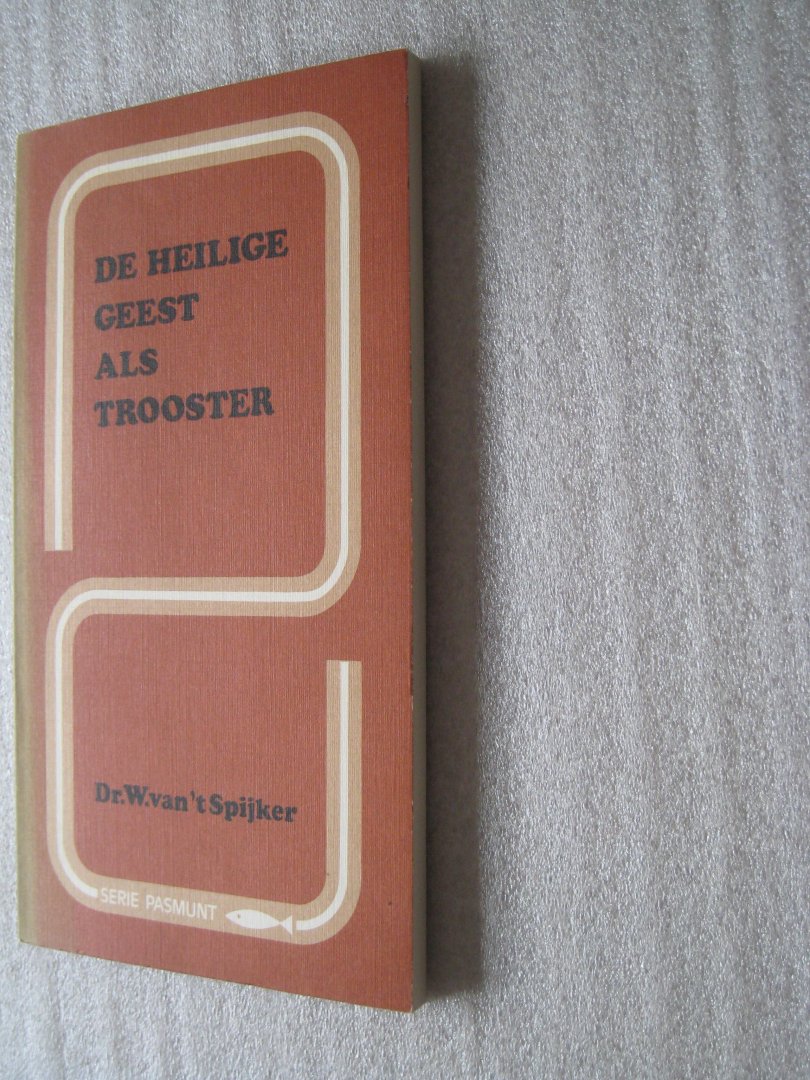 DE HEILIGE
GEEST
ALS
TROOSTER
Dr.W.van 't Spijker
SERIE PASMUNT